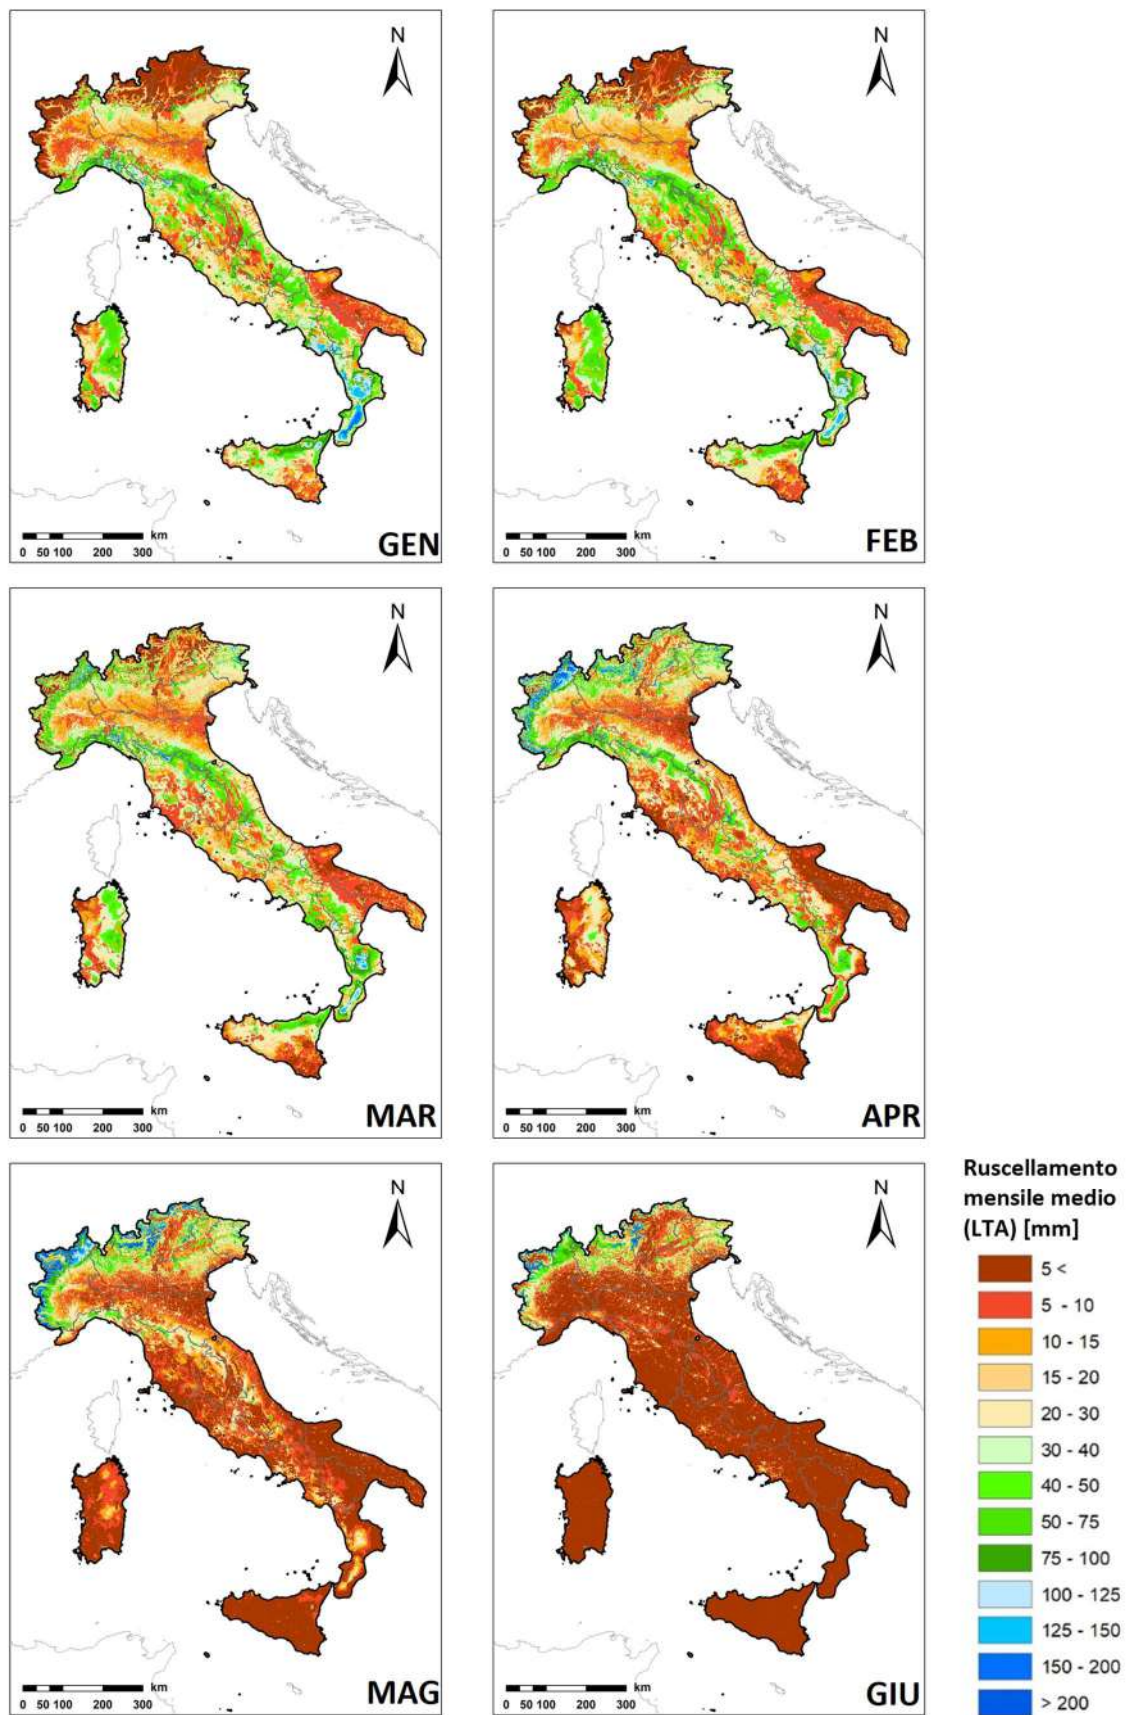 N
N
km
0 50 100 200 300
GEN
km
0 50 100 200 300
FEB
N
N
km
0 50 100 200 300
MAR
km
0 50 100 200 300
APR
N
N
km
0 50 100 200 300
MAG
km
0 50 100 200 300
GIU
Ruscellamento
mensile medio
(LTA) [mm]
5 <
5 - 10
10 - 15
15 - 20
20 - 30
30 - 40
40 - 50
50 - 75
75 - 100
100 - 125
125 - 150
150 - 200
> 200